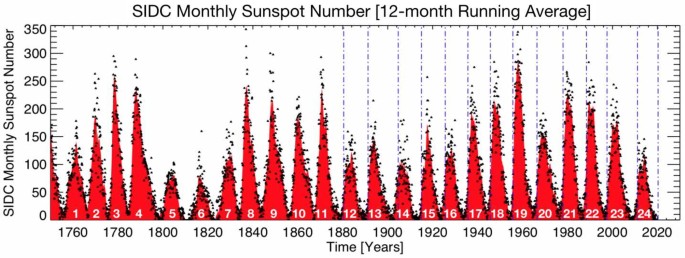 SIDC Monthly Sunspot Number [12-month Running Average]
SIDC Monthly Sunspot Number
350
300
250
200
150
100
50
0
1 2 3 4 5 6 7 8 9 10 11 12 13 14 15 16 17 18 19 20 21 22 23 24
1760 1780 1800 1820 1840 1860 1880 1900 1920 1940 1960 1980 2000 2020
Time [Years]